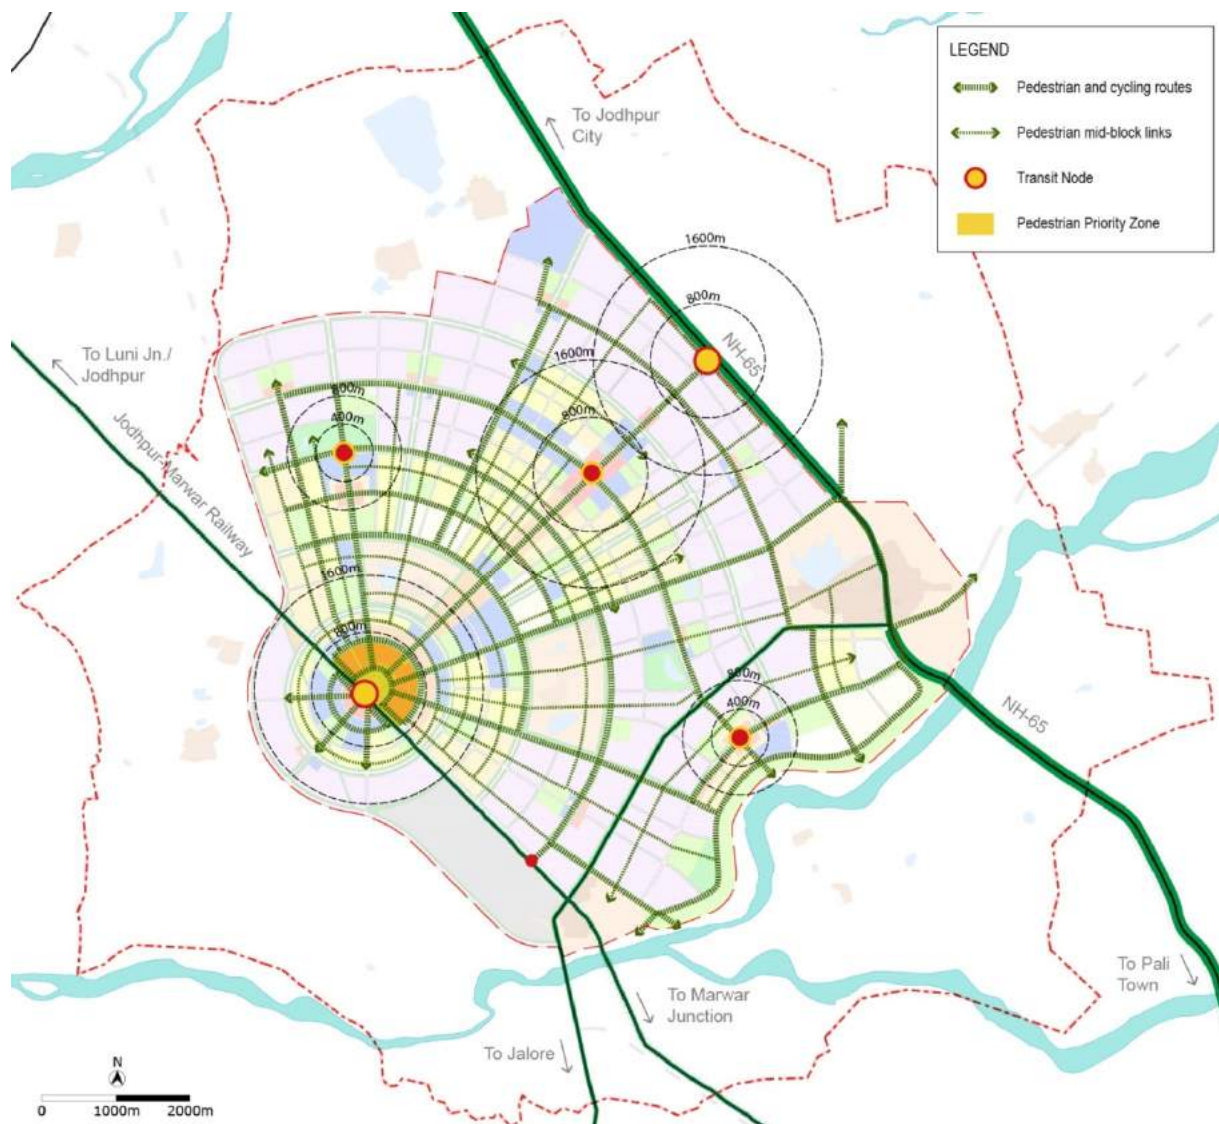 LEGEND
Pedestrian and cycling routes
Pedestrian mid-block links
Transit Node
Pedestrian Priority Zone
To Jodhpur
City
1600m
800m
NH-65
1600m
800m
To Luni Jn./
Jodhpur
800m
400m
Jodhpur-Marwar Railway
1600m
800m
800m
400m
NH-65
To Pali
Town
To Marwar
Junction
To Jalore
N
0 1000m 2000m